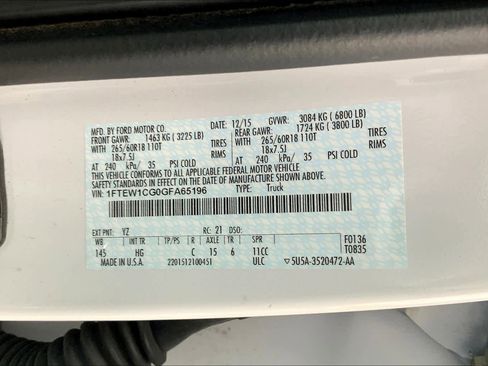 MFD. BY FORD MOTOR CO. DATE: 12/15 GVWR: 3084 KG ( 6800 LB)
FRONT GAWR: 1463 KG ( 3225 LB) REAR GAWR: 1724 KG ( 3800 LB)
WITH 265/60R18 110T TIRES WITH 265/60R18 110T TIRES
18x7.5J RIMS 18x7.5J RIMS
AT 240 kPa/ 35 PSI COLD AT 240 kPa/ 35 PSI COLD
THIS VEHICLE CONFORMS TO ALL APPLICABLE FEDERAL MOTOR VEHICLE
SAFETY AND THEFT PREVENTION STANDARDS IN EFFECT ON THE DATE OF
MANUFACTURE SHOWN ABOVE.
VIN: 1FTEW1CG0GFA65196 TYPE: Truck
EXT PNT: YZ RC: 21 DSO: F0136
WB INT TR TP/PS R AXLE TR SPR T0835
145 HG C 15 6 11CC
MADE IN U.S.A. 2201512100451 ULC 5U5A-3520472-AA